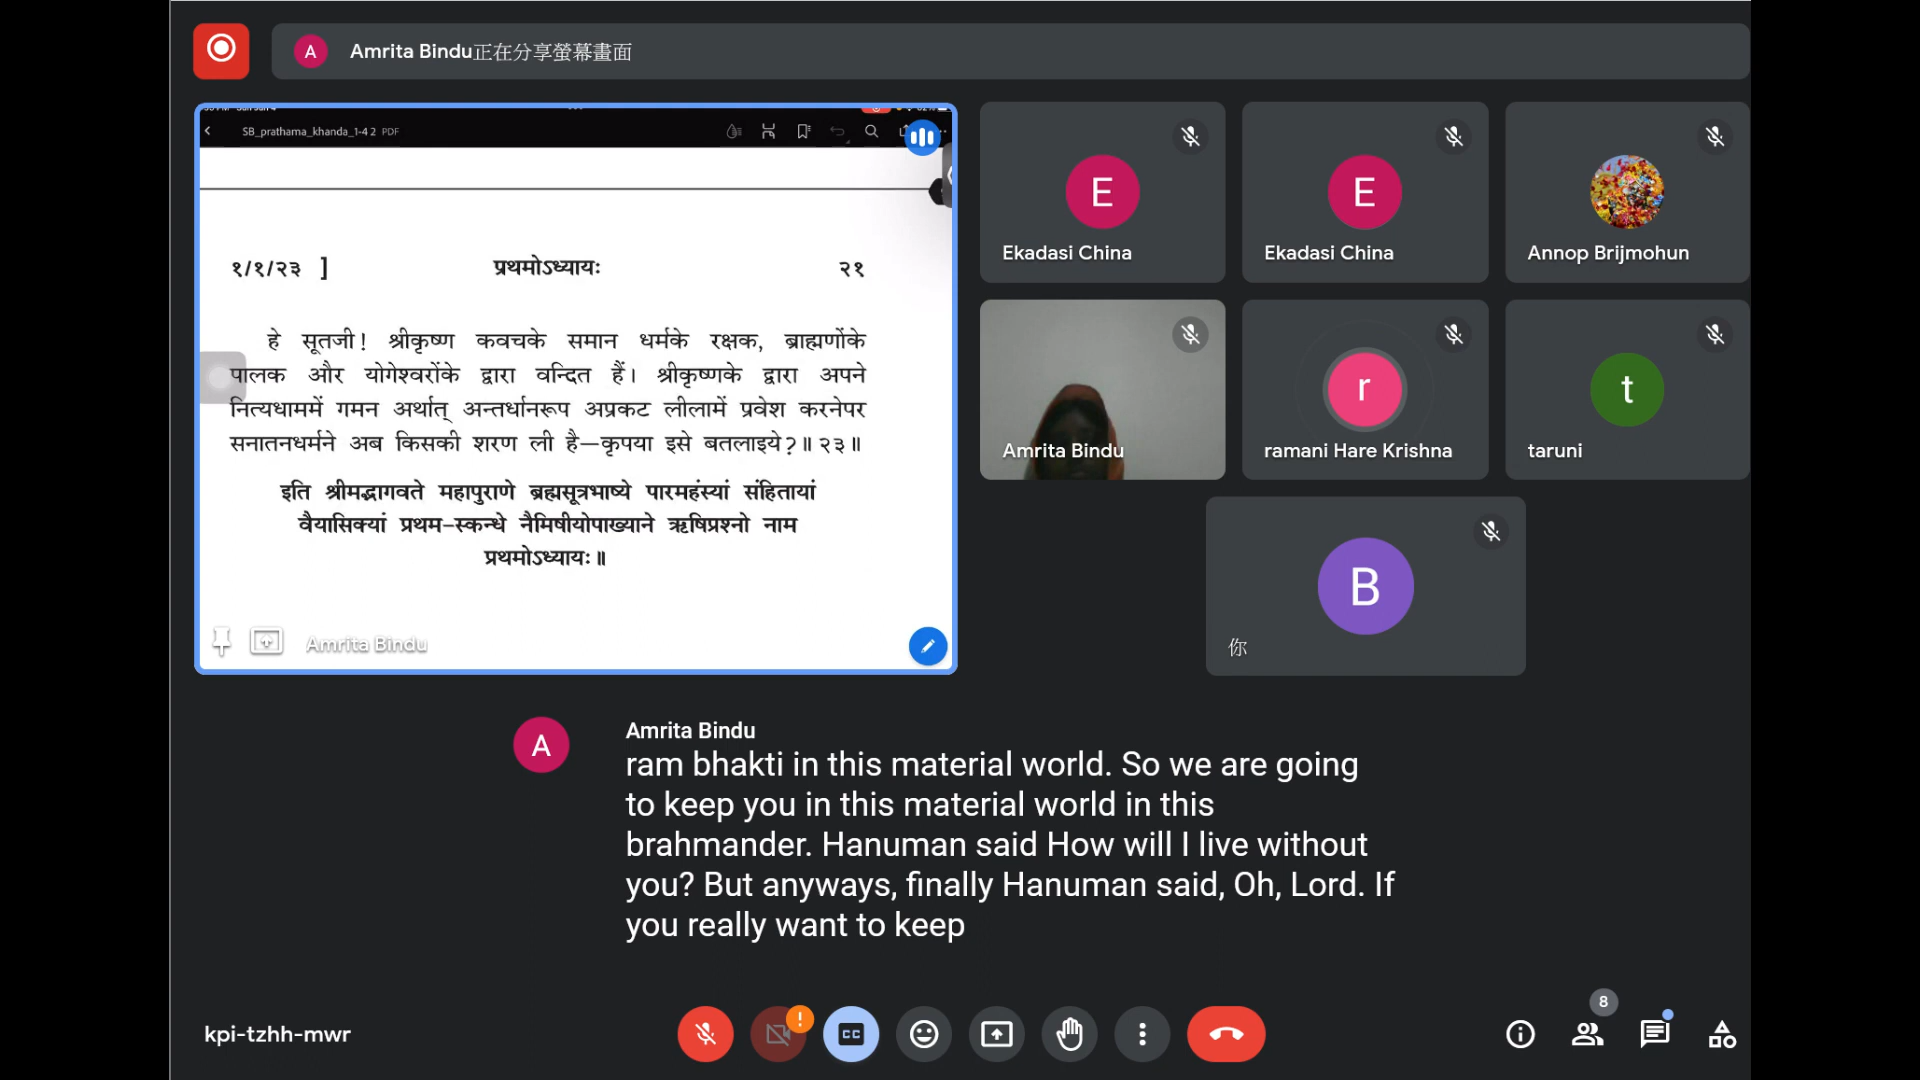 A Amrita Bindu正在分享螢幕畫面
SB_prathama_khanda_1-4 2 PDF
१/१/२३ ] प्रथमोऽध्यायः २१
हे सूतजी! श्रीकृष्ण कवचके समान धर्मके रक्षक, ब्राह्मणोंके
पालक और योगेश्वरोंके द्वारा वन्दित हैं। श्रीकृष्णके द्वारा अपने
नित्यधाममें गमन अर्थात् अन्तर्धानरूप अप्रकट लीलामें प्रवेश करनेपर
सनातनधर्मने अब किसकी शरण ली है—कृपया इसे बतलाइये?॥ २३॥
इति श्रीमद्भागवते महापुराणे ब्रह्मसूत्रभाष्ये पारमहंस्यां संहितायां
वैयासिक्यां प्रथम-स्कन्धे नैमिषीयोपाख्याने ऋषिप्रश्नो नाम
प्रथमोऽध्यायः॥
Amrita Bindu
E
Ekadasi China
E
Ekadasi China
Annop Brijmohun
Amrita Bindu
r
ramani Hare Krishna
t
taruni
B
你
A
Amrita Bindu
ram bhakti in this material world. So we are going
to keep you in this material world in this
brahmander. Hanuman said How will I live without
you? But anyways, finally Hanuman said, Oh, Lord. If
you really want to keep
kpi-tzhh-mwr
!
CC
8